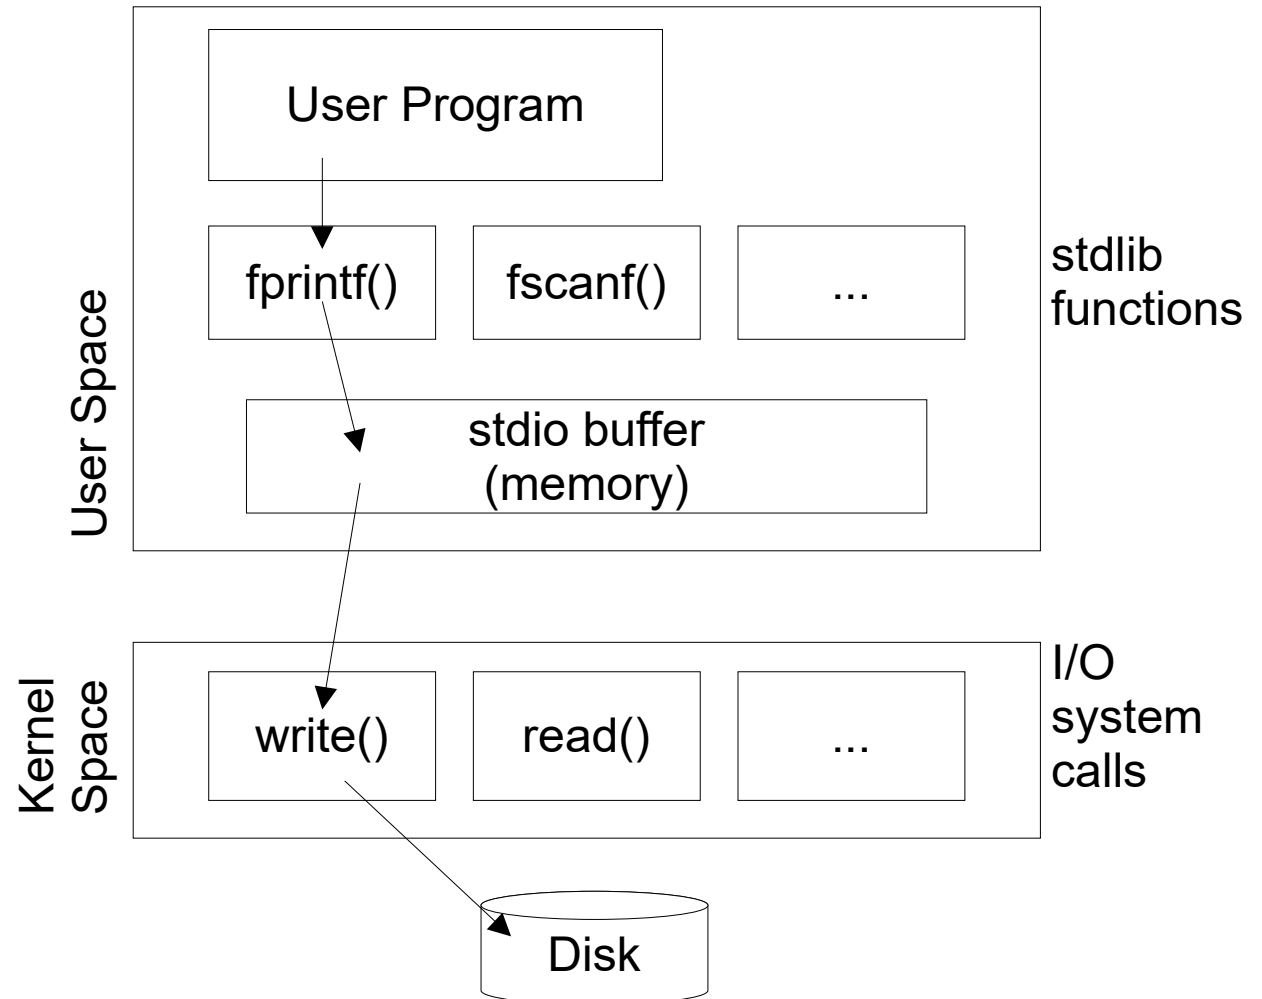 User Program
fprintf()
fscanf()
...
stdlib
functions
stdio buffer
(memory)
User Space
write()
read()
...
I/O
system
calls
Kernel
Space
Disk